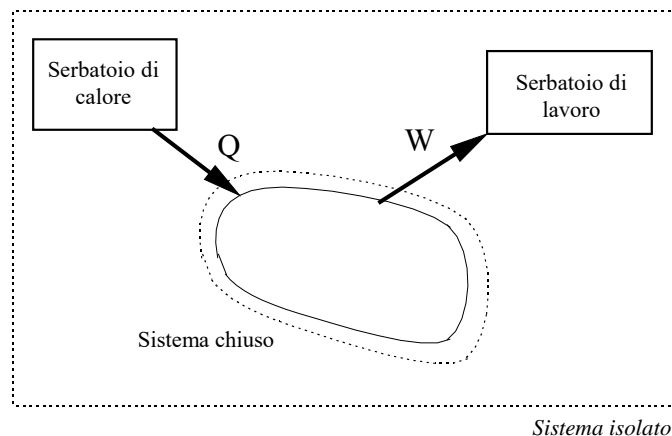 Serbatoio di
calore
Serbatoio di
lavoro
Q
W
Sistema chiuso
Sistema isolato